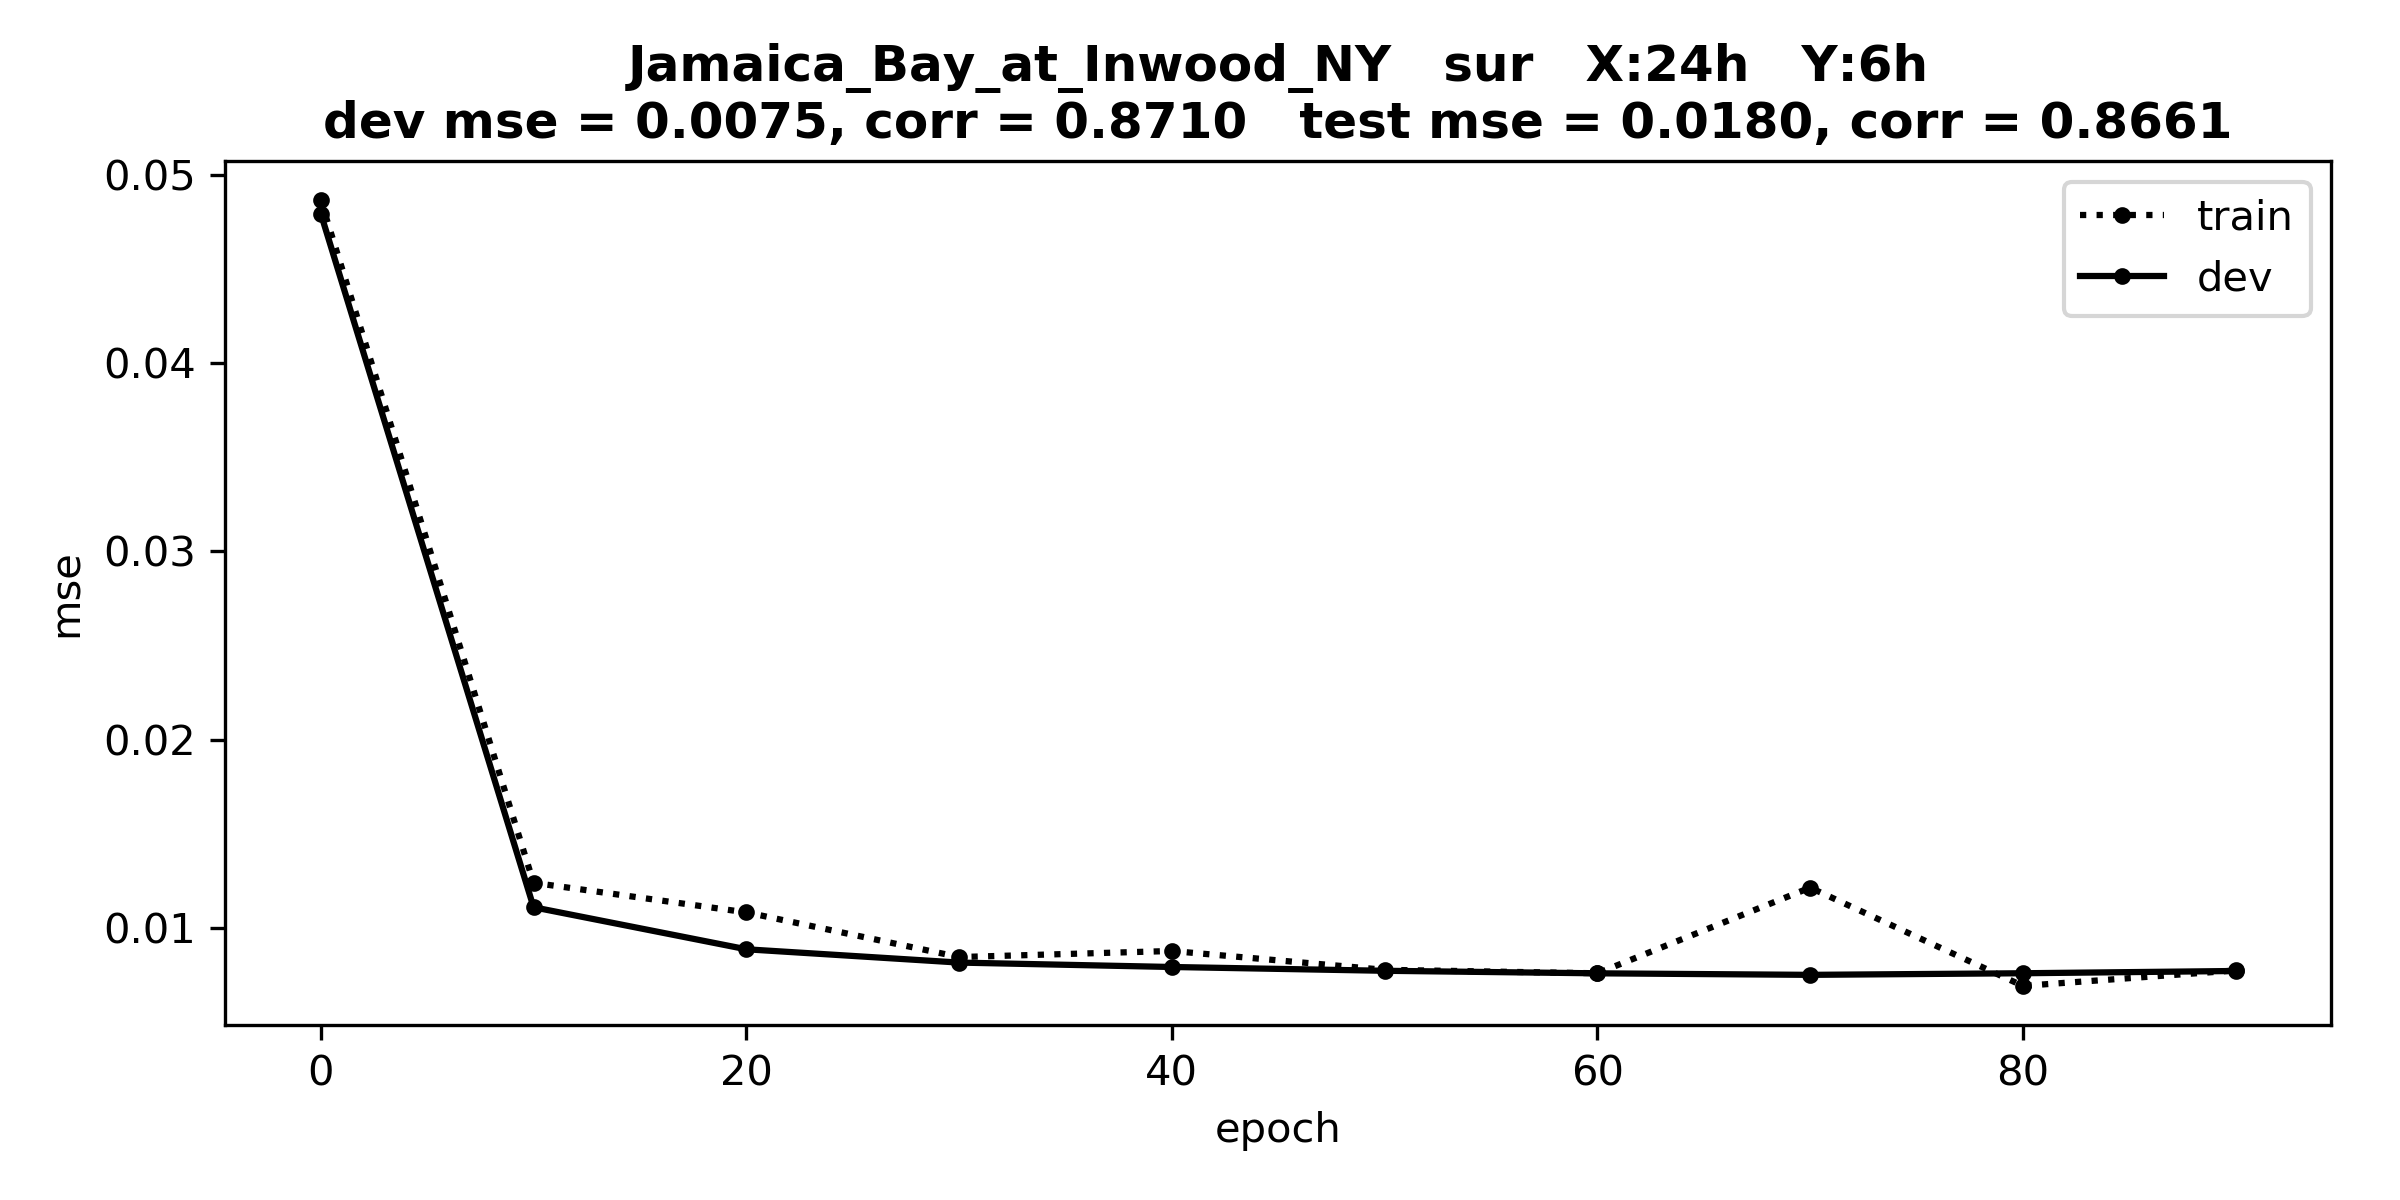 Jamaica_Bay_at_Inwood_NY   sur   X:24h   Y:6h
dev mse = 0.0075, corr = 0.8710   test mse = 0.0180, corr = 0.8661
0.05
0.04
0.03
0.02
0.01
mse
train
dev
0 20 40 60 80
epoch